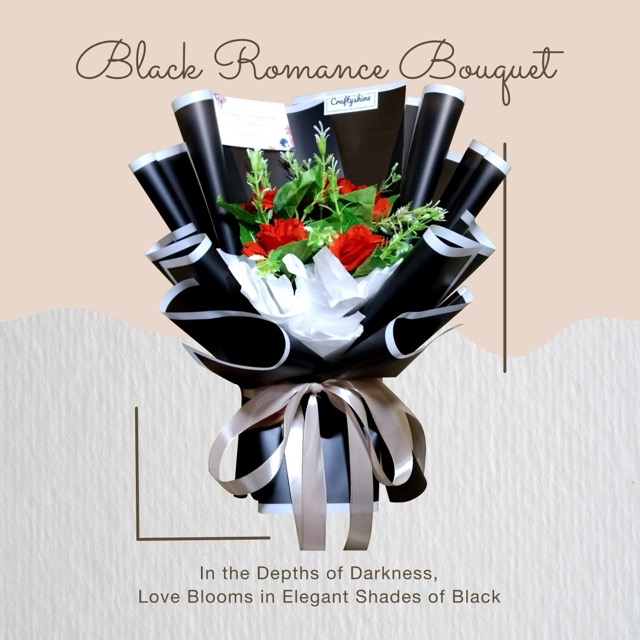 Black Romance Bouquet
Craftyshine
In the Depths of Darkness,
Love Blooms in Elegant Shades of Black